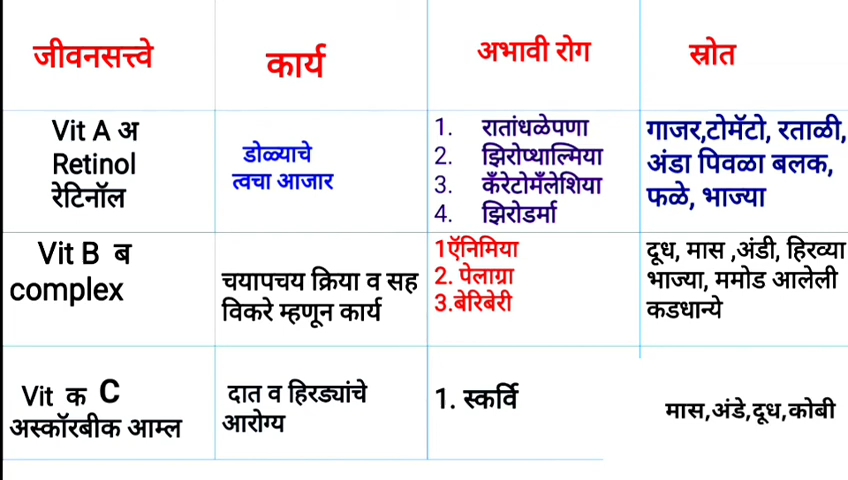 जीवनसत्त्वे
कार्य
अभावी रोग
स्रोत
Vit A अ
Retinol
रेटिनॉल
डोळ्याचे
त्वचा आजार
1. रातांधळेपणा
2. झिरोप्थाल्मिया
3. कॅंरेटोमॅंलेशिया
4. झिरोडर्मा
गाजर,टोमॅटो, रताळी,
अंडा पिवळा बलक,
फळे, भाज्या
Vit B ब
complex
चयापचय क्रिया व सह
विकरे म्हणून कार्य
1ऍनिमिया
2. पेलाग्रा
3.बेरिबेरी
दूध, मास ,अंडी, हिरव्या
भाज्या, ममोड आलेली
कडधान्ये
Vit क C
अस्कॉरबीक आम्ल
दात व हिरड्यांचे
आरोग्य
1. स्कर्वि
मास,अंडे,दूध,कोबी